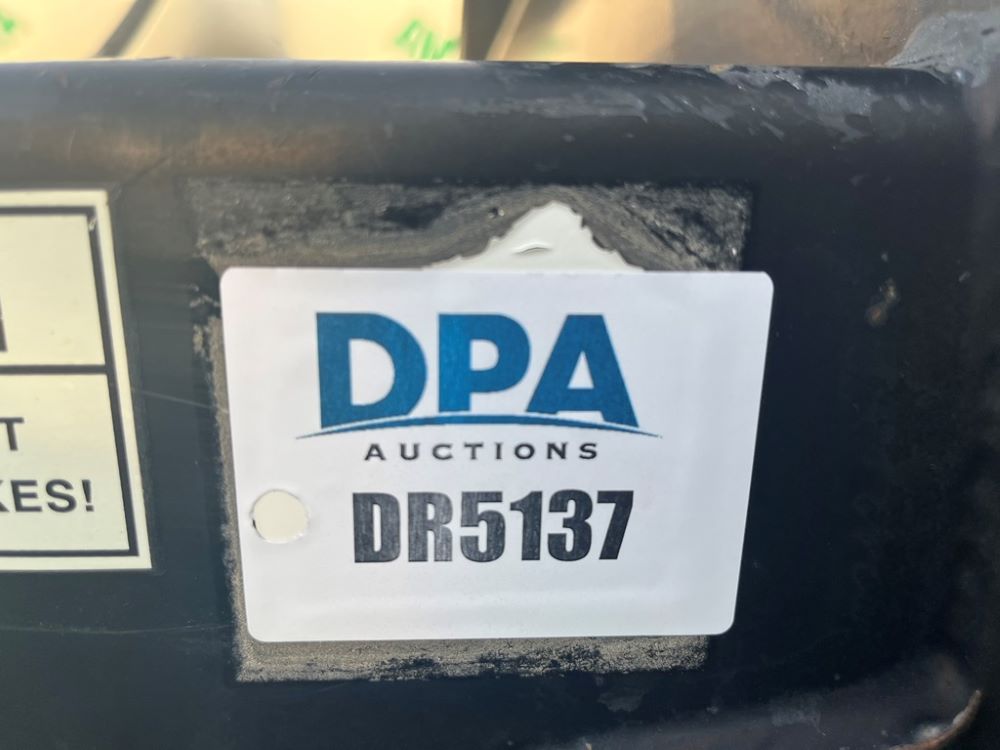 T
KES!
DPA
AUCTIONS
DR5137